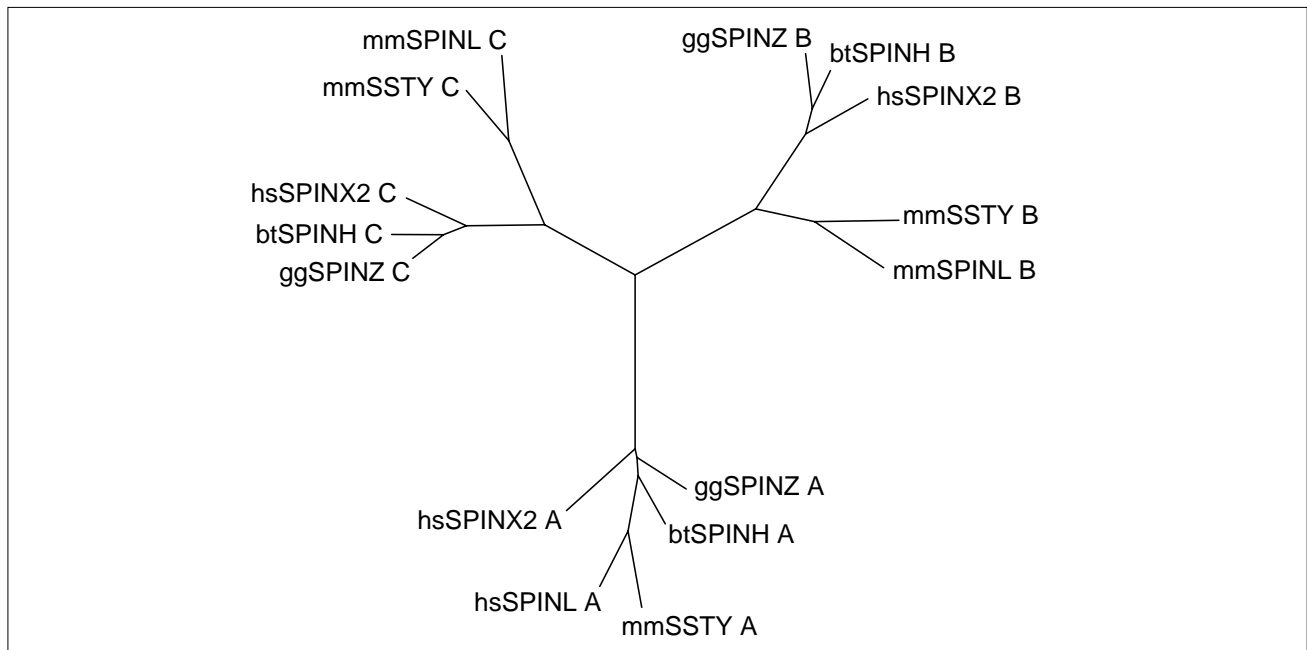 mmSPINL C
ggSPINZ B
btSPINH B
mmSSTY C
hsSPINX2 B
hsSPINX2 C
mmSSTY B
btSPINH C
ggSPINZ C
mmSPINL B
ggSPINZ A
hsSPINX2 A
btSPINH A
hsSPINL A
mmSSTY A